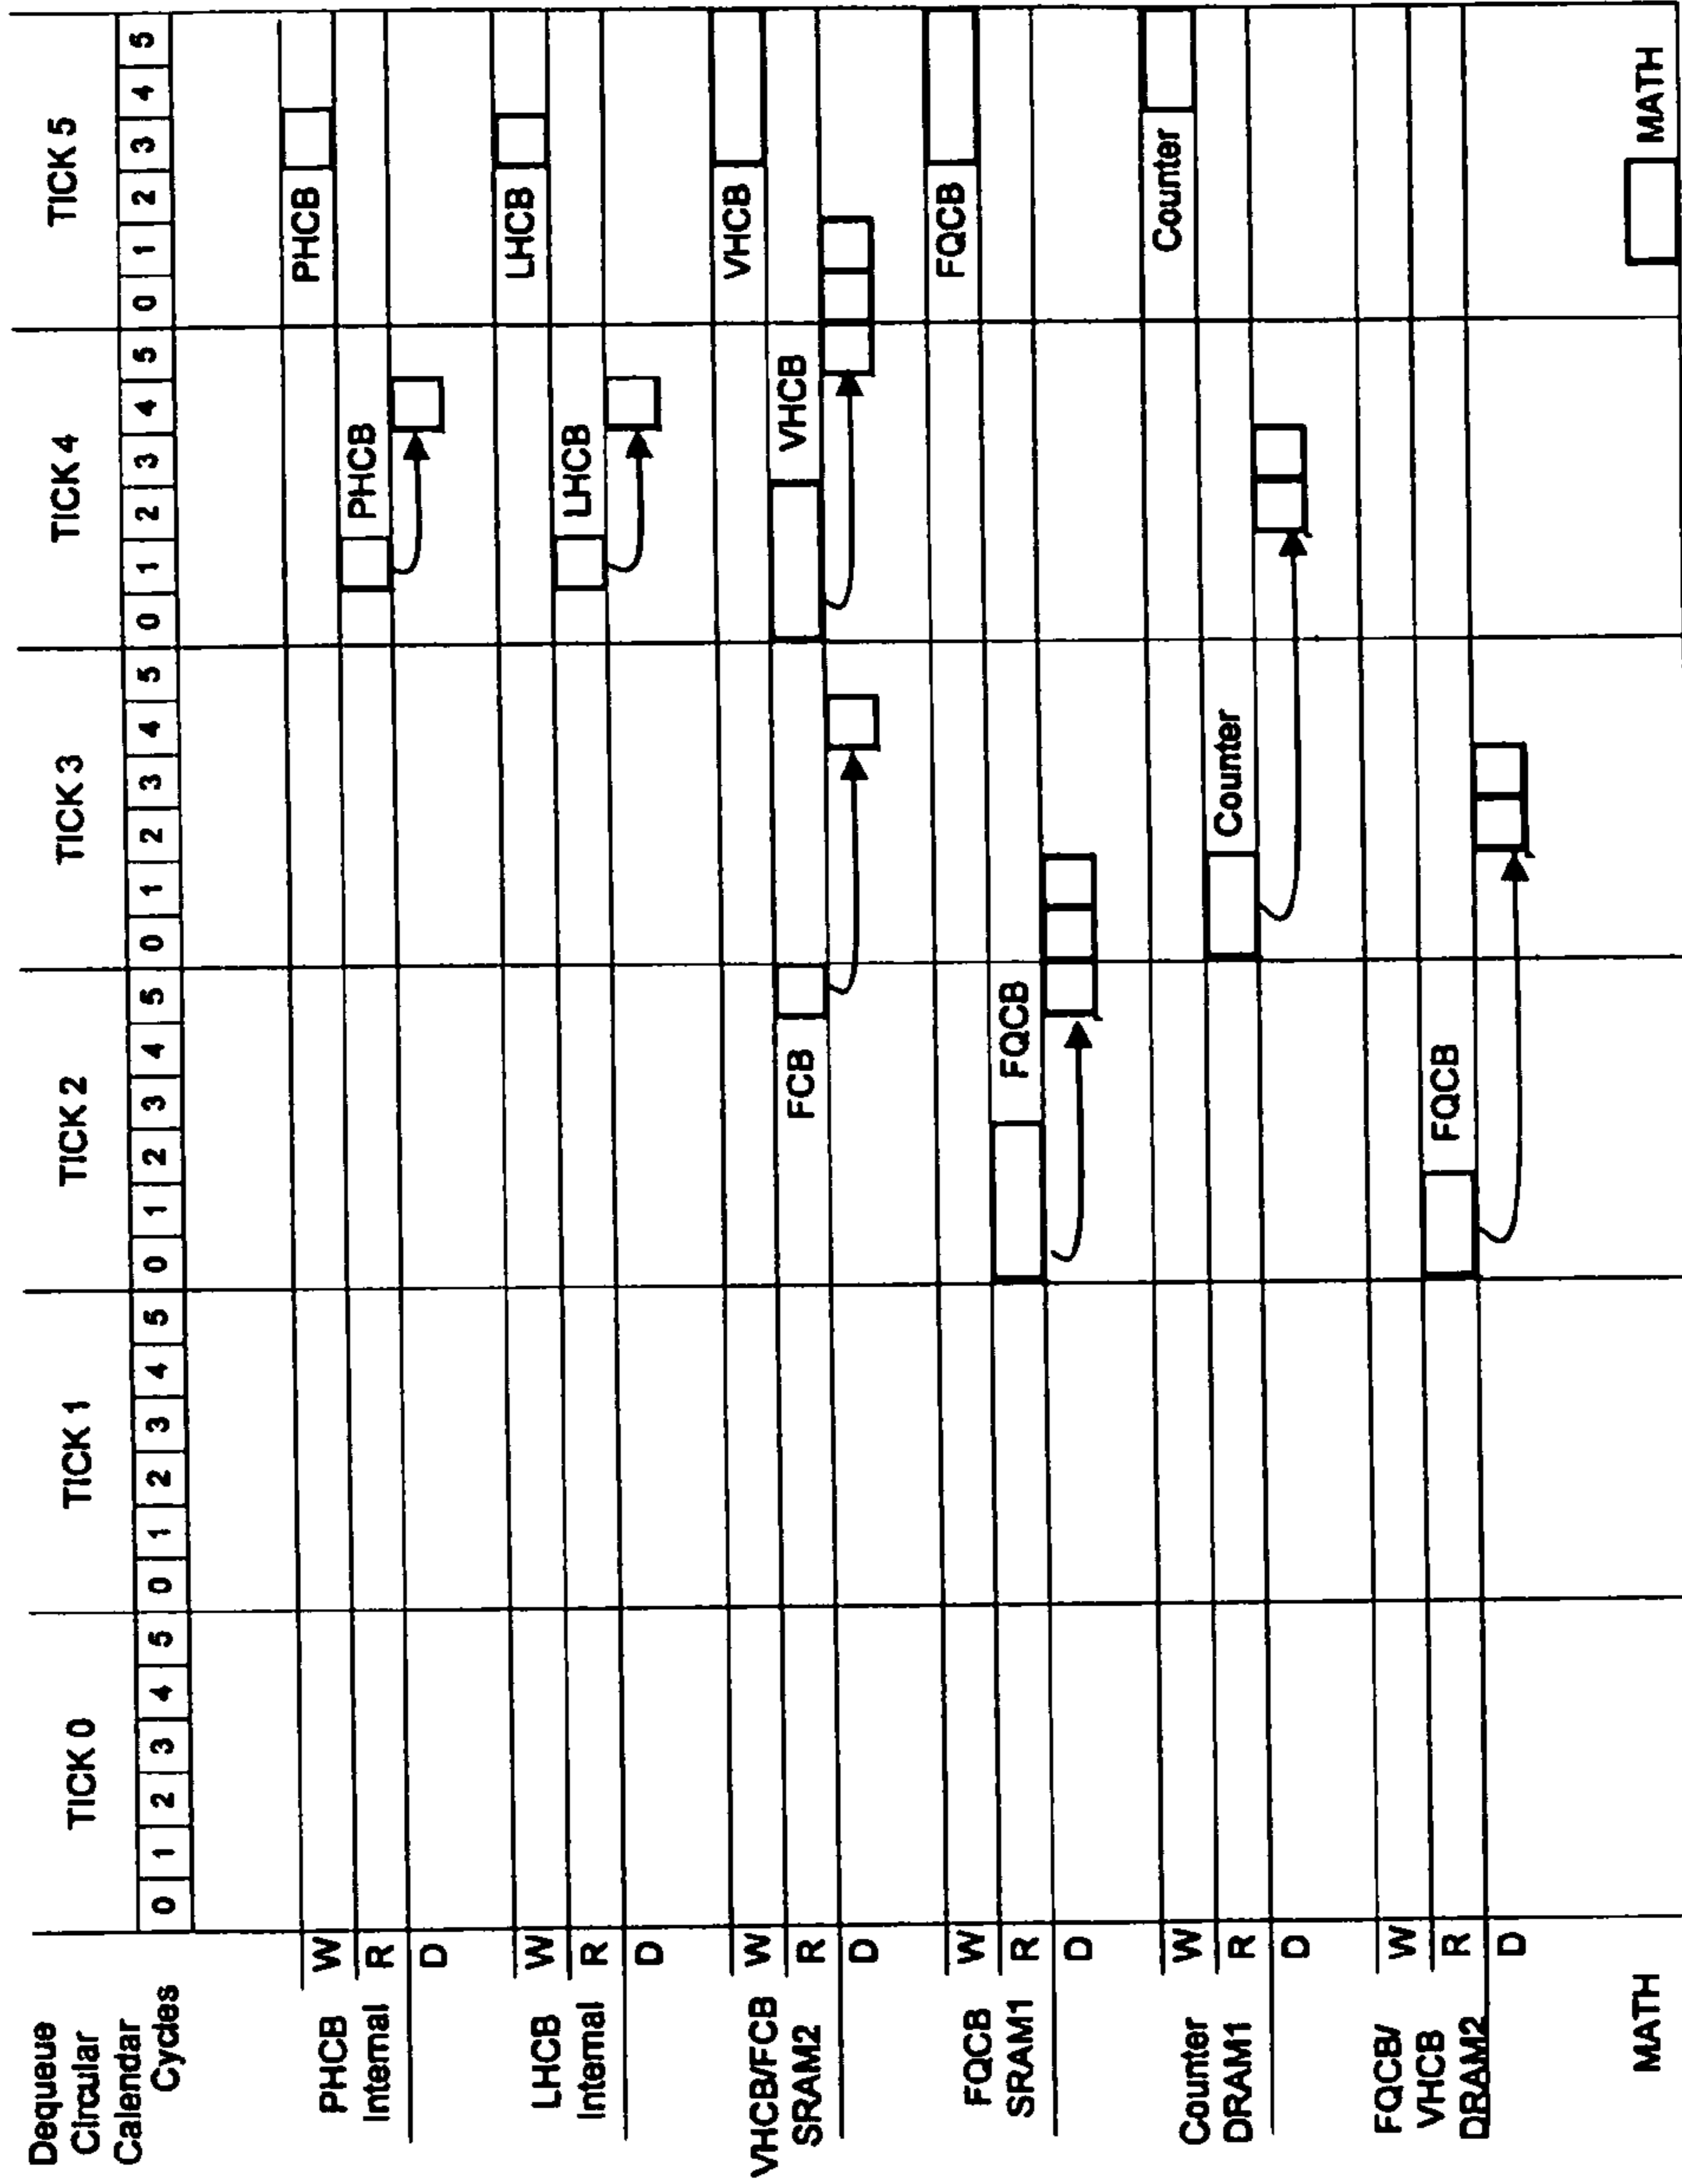 Dequeue
Circular
Calendar
Cycles
TICK 0 TICK 1 TICK 2 TICK 3 TICK 4 TICK 5
0 1 2 3 4 5 0 1 2 3 4 5 0 1 2 3 4 5 0 1 2 3 4 5 0 1 2 3 4 5 0 1 2 3 4 5
PHCB
Internal
W
R
D
PHCB
PHCB
LHCB
Internal
W
R
D
LHCB
LHCB
VHCB/FCB
SRAM2
W
R
D
VHCB
FCB
VHCB
FQCB
SRAM1
W
R
D
FQCB
FQCB
Counter
DRAM1
W
R
D
Counter
Counter
FQCB/
VHCB
DRAM2
W
R
D
FQCB
MATH
MATH